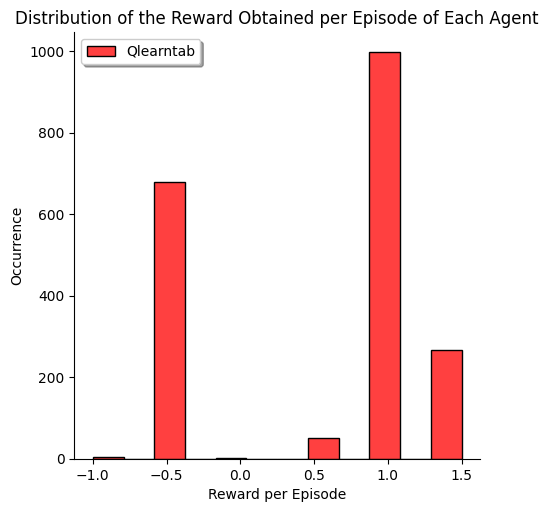 Distribution of the Reward Obtained per Episode of Each Agent
Qlearntab
1000
800
600
400
200
0
Occurrence
−1.0 −0.5 0.0 0.5 1.0 1.5
Reward per Episode